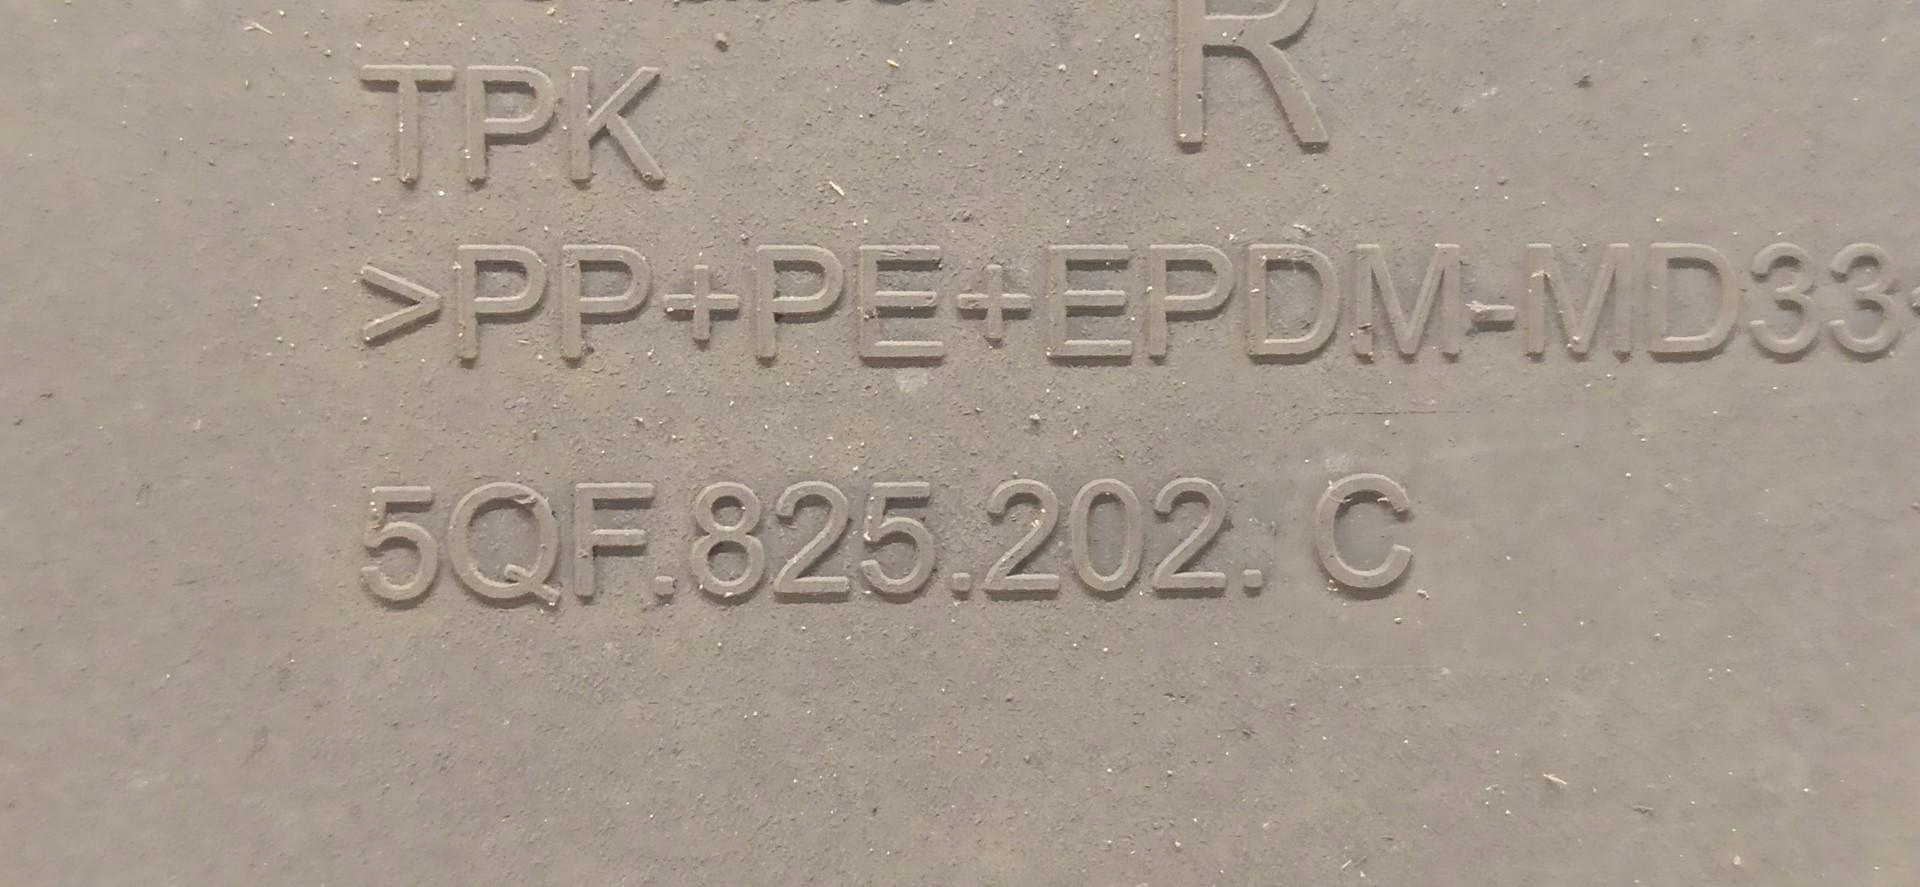 R
TPK
>PP+PE+EPDM-MD33
5QF.825.202. C